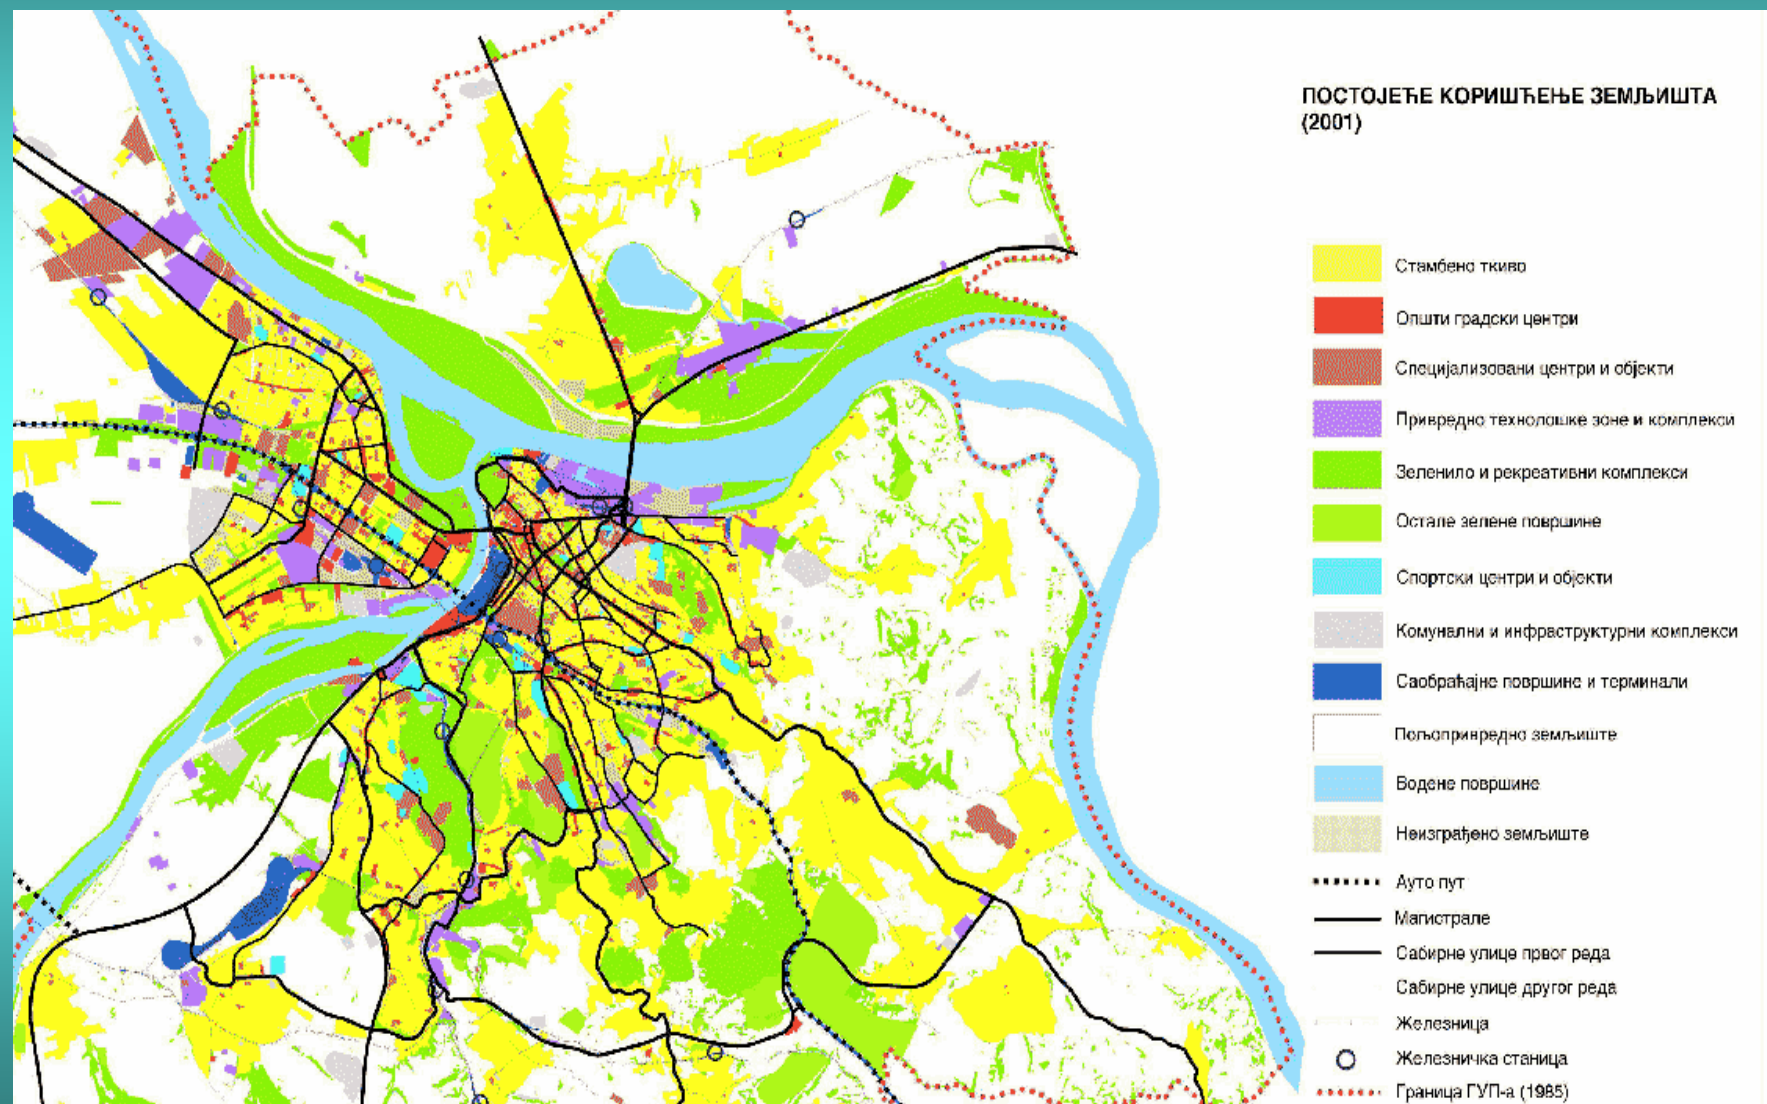 ПОСТОЈЕЋЕ КОРИШЋЕЊЕ ЗЕМЉИШТА
(2001)
Стамбено ткиво
Општи градски центри
Специјализовани центри и објекти
Привредно технолошке зоне и комплекси
Зеленило и рекреативни комплекси
Остале зелене површине
Спортски центри и објекти
Комунални и инфраструктурни комплекси
Саобраћајне површине и терминали
Пољопривредно земљиште
Водене површине
Неизграђено земљиште
Ауто пут
Магистрале
Сабирне улице првог реда
Сабирне улице другог реда
Железница
Железничка станица
Граница ГУП-а (1985)